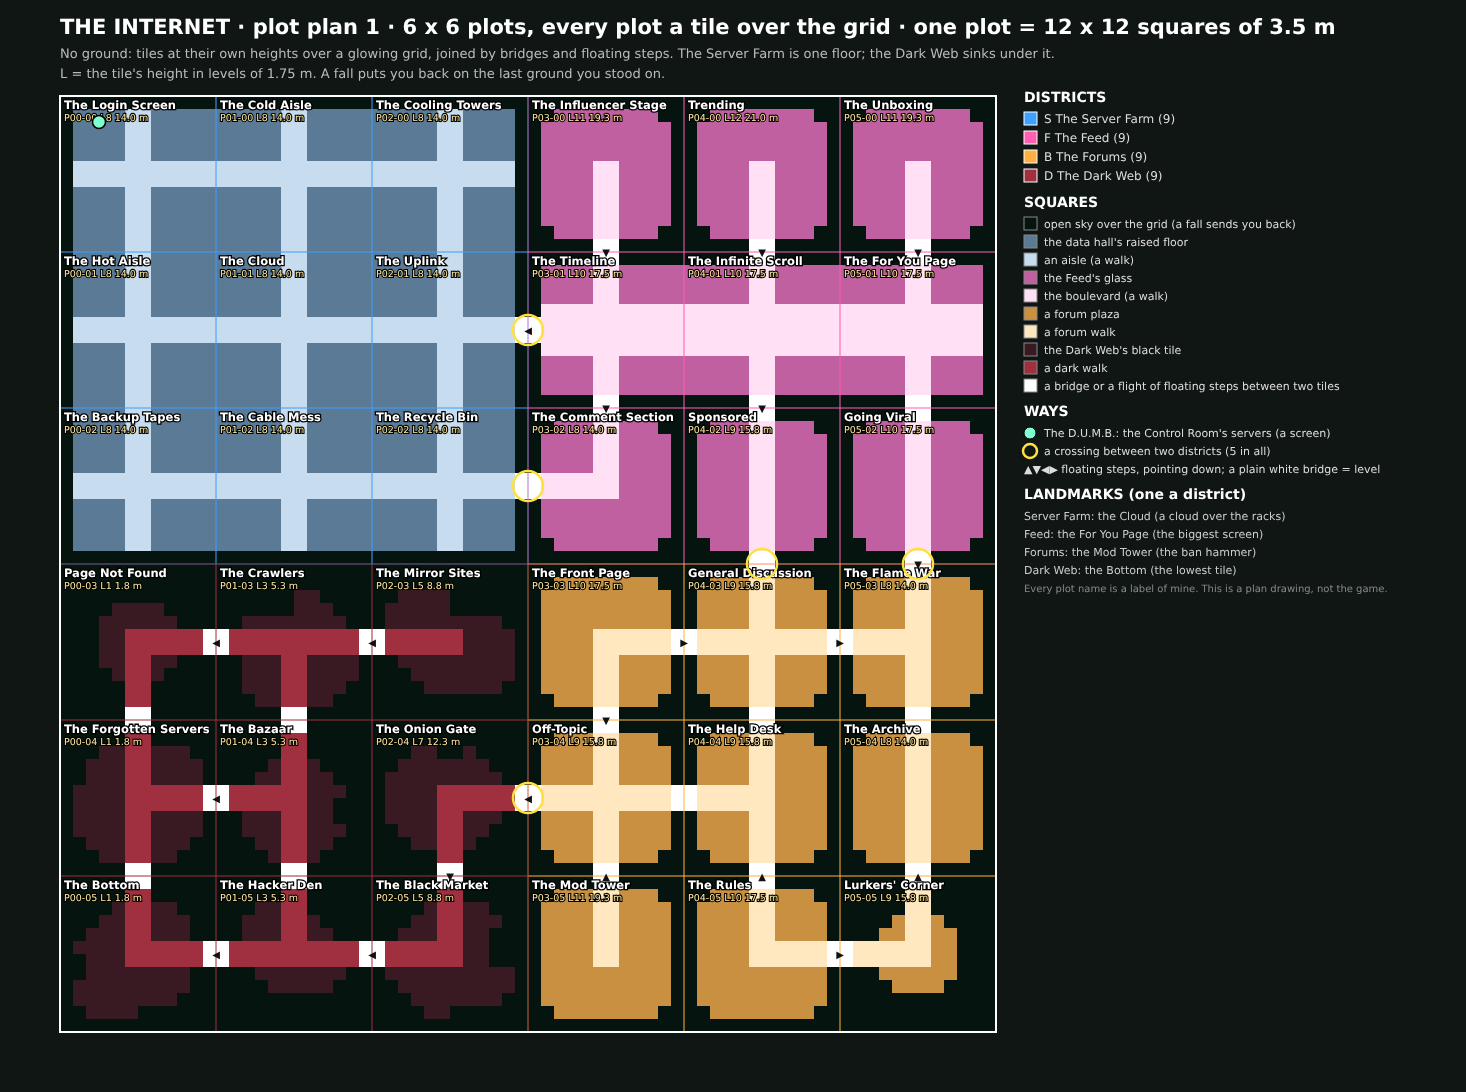 THE INTERNET · plot plan 1 · 6 x 6 plots, every plot a tile over the grid · one plot = 12 x 12 squares of 3.5 m
No ground: tiles at their own heights over a glowing grid, joined by bridges and floating steps. The Server Farm is one floor; the Dark Web sinks under it.
L = the tile's height in levels of 1.75 m. A fall puts you back on the last ground you stood on.
The Login Screen
P00-00 L8 14.0 m
The Cold Aisle
P01-00 L8 14.0 m
The Cooling Towers
P02-00 L8 14.0 m
The Influencer Stage
P03-00 L11 19.3 m
Trending
P04-00 L12 21.0 m
The Unboxing
P05-00 L11 19.3 m
The Hot Aisle
P00-01 L8 14.0 m
The Cloud
P01-01 L8 14.0 m
The Uplink
P02-01 L8 14.0 m
The Timeline
P03-01 L10 17.5 m
The Infinite Scroll
P04-01 L10 17.5 m
The For You Page
P05-01 L10 17.5 m
The Backup Tapes
P00-02 L8 14.0 m
The Cable Mess
P01-02 L8 14.0 m
The Recycle Bin
P02-02 L8 14.0 m
The Comment Section
P03-02 L8 14.0 m
Sponsored
P04-02 L9 15.8 m
Going Viral
P05-02 L10 17.5 m
Page Not Found
P00-03 L1 1.8 m
The Crawlers
P01-03 L3 5.3 m
The Mirror Sites
P02-03 L5 8.8 m
The Front Page
P03-03 L10 17.5 m
General Discussion
P04-03 L9 15.8 m
The Flame War
P05-03 L8 14.0 m
The Forgotten Servers
P00-04 L1 1.8 m
The Bazaar
P01-04 L3 5.3 m
The Onion Gate
P02-04 L7 12.3 m
Off-Topic
P03-04 L9 15.8 m
The Help Desk
P04-04 L9 15.8 m
The Archive
P05-04 L8 14.0 m
The Bottom
P00-05 L1 1.8 m
The Hacker Den
P01-05 L3 5.3 m
The Black Market
P02-05 L5 8.8 m
The Mod Tower
P03-05 L11 19.3 m
The Rules
P04-05 L10 17.5 m
Lurkers' Corner
P05-05 L9 15.8 m
DISTRICTS
S The Server Farm (9)
F The Feed (9)
B The Forums (9)
D The Dark Web (9)
SQUARES
open sky over the grid (a fall sends you back)
the data hall's raised floor
an aisle (a walk)
the Feed's glass
the boulevard (a walk)
a forum plaza
a forum walk
the Dark Web's black tile
a dark walk
a bridge or a flight of floating steps between two tiles
WAYS
The D.U.M.B.: the Control Room's servers (a screen)
a crossing between two districts (5 in all)
▲▼◀▶ floating steps, pointing down; a plain white bridge = level
LANDMARKS (one a district)
Server Farm: the Cloud (a cloud over the racks)
Feed: the For You Page (the biggest screen)
Forums: the Mod Tower (the ban hammer)
Dark Web: the Bottom (the lowest tile)
Every plot name is a label of mine. This is a plan drawing, not the game.